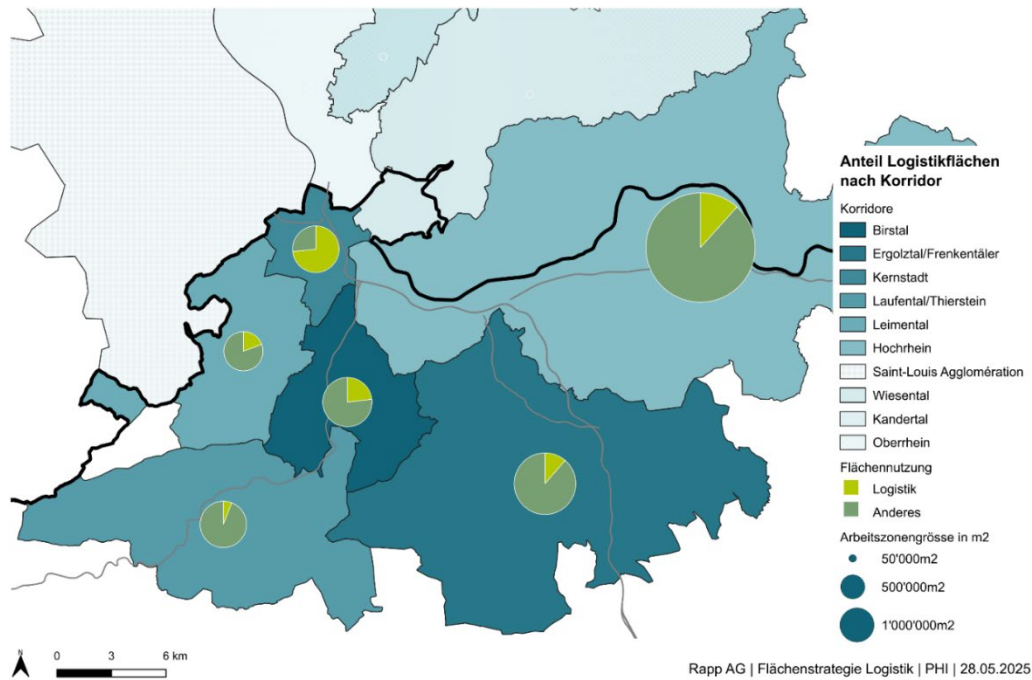 Anteil Logistikflächen
nach Korridor
Korridore
Birstal
Ergolztal/Frenkentäler
Kernstadt
Laufental/Thierstein
Leimental
Hochrhein
Saint-Louis Agglomération
Wiesental
Kandertal
Oberrhein
Flächennutzung
Logistik
Anderes
Arbeitszonengrösse in m2
50'000m2
500'000m2
1'000'000m2
N
0 3 6 km
Rapp AG | Flächenstrategie Logistik | PHI | 28.05.2025